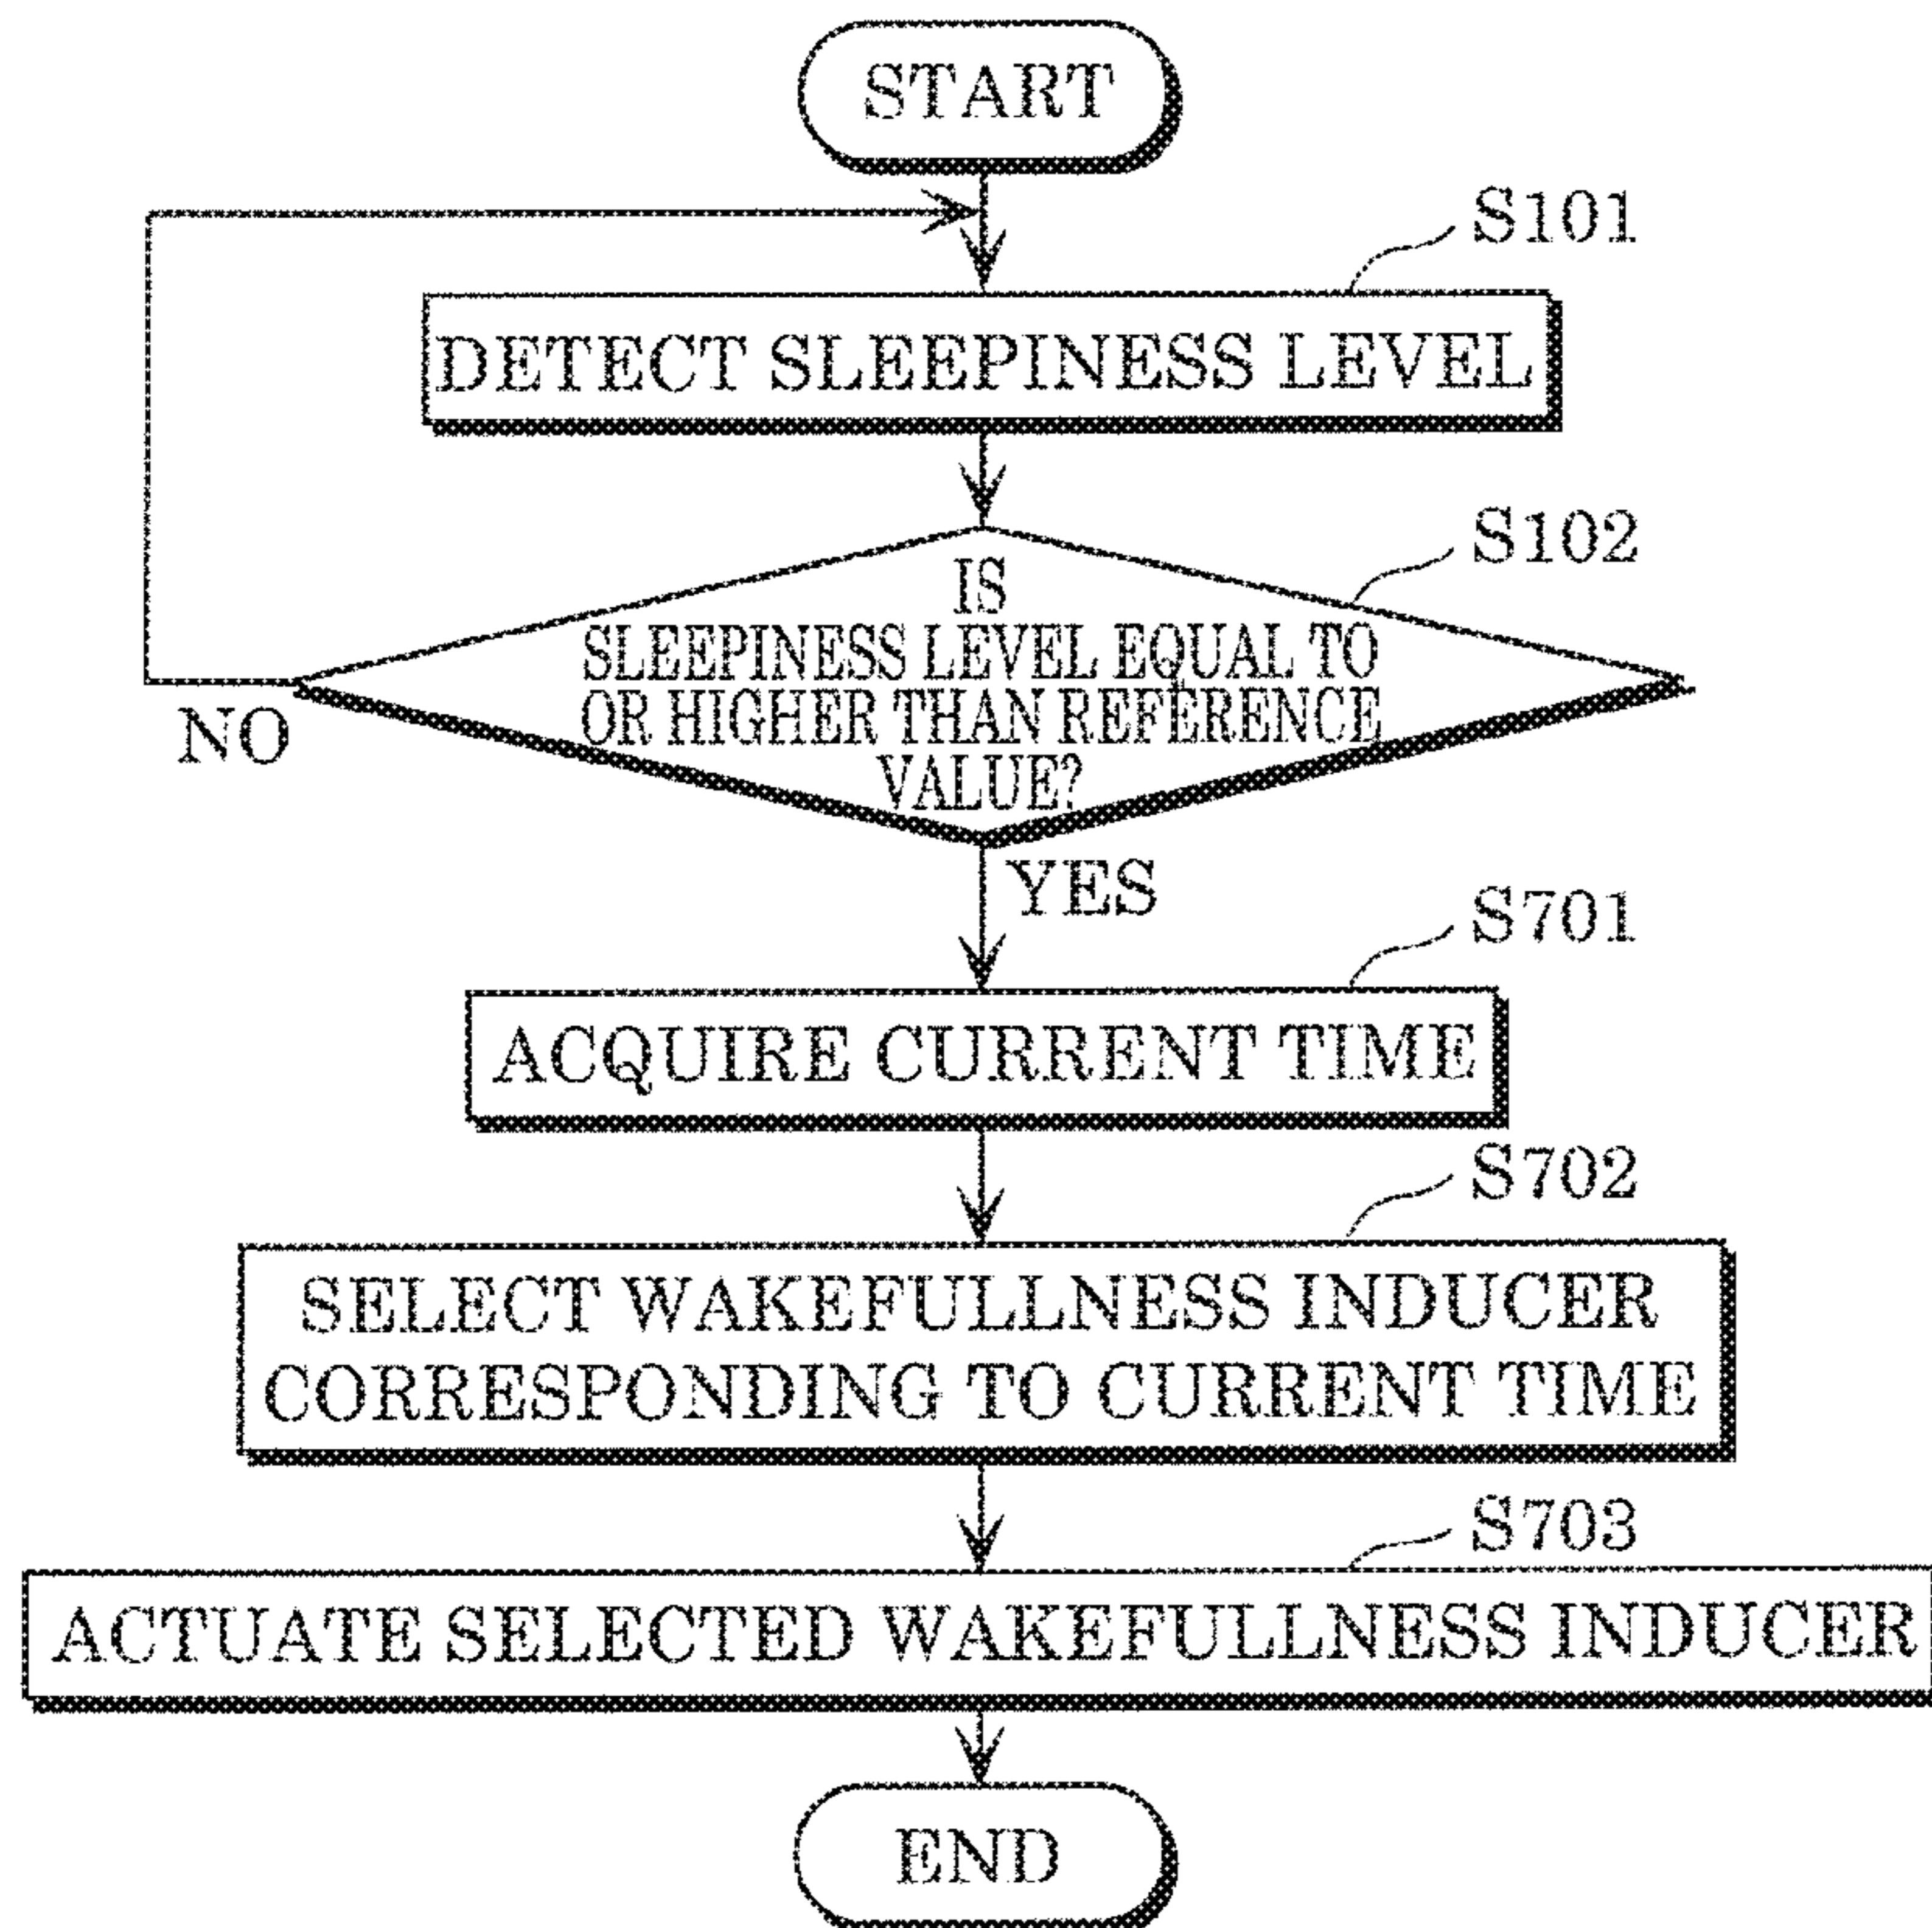 START
S101
DETECT SLEEPINESS LEVEL
S102
IS
SLEEPINESS LEVEL EQUAL TO
OR HIGHER THAN REFERENCE
VALUE?
NO
YES
S701
ACQUIRE CURRENT TIME
S702
SELECT WAKEFULLNESS INDUCER
CORRESPONDING TO CURRENT TIME
S703
ACTUATE SELECTED WAKEFULLNESS INDUCER
END